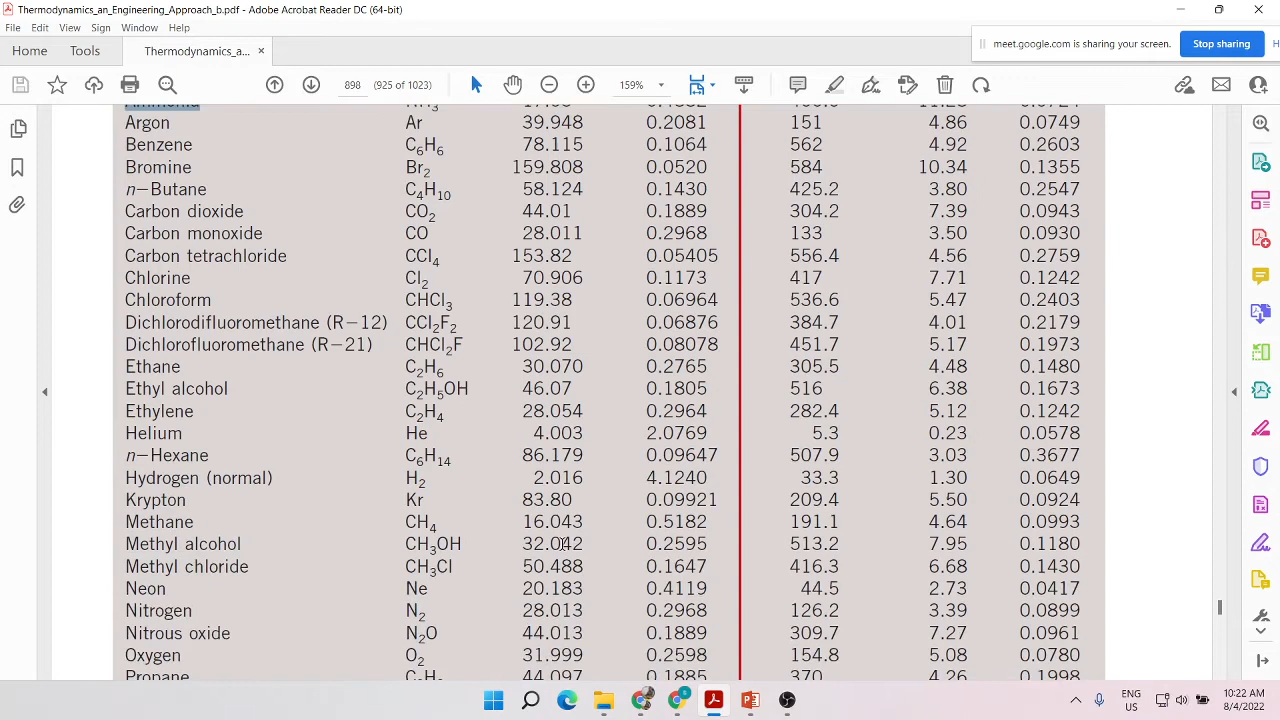 Thermodynamics_an_Engineering_Approach_b.pdf - Adobe Acrobat Reader DC (64-bit)
File Edit View Sign Window Help
Home Tools Thermodynamics_a... ×
meet.google.com is sharing your screen. Stop sharing
898 (925 of 1023) 159%
Argon Ar 39.948 0.2081 151 4.86 0.0749
Benzene C6H6 78.115 0.1064 562 4.92 0.2603
Bromine Br2 159.808 0.0520 584 10.34 0.1355
n−Butane C4H10 58.124 0.1430 425.2 3.80 0.2547
Carbon dioxide CO2 44.01 0.1889 304.2 7.39 0.0943
Carbon monoxide CO 28.011 0.2968 133 3.50 0.0930
Carbon tetrachloride CCl4 153.82 0.05405 556.4 4.56 0.2759
Chlorine Cl2 70.906 0.1173 417 7.71 0.1242
Chloroform CHCl3 119.38 0.06964 536.6 5.47 0.2403
Dichlorodifluoromethane (R−12) CCl2F2 120.91 0.06876 384.7 4.01 0.2179
Dichlorofluoromethane (R−21) CHCl2F 102.92 0.08078 451.7 5.17 0.1973
Ethane C2H6 30.070 0.2765 305.5 4.48 0.1480
Ethyl alcohol C2H5OH 46.07 0.1805 516 6.38 0.1673
Ethylene C2H4 28.054 0.2964 282.4 5.12 0.1242
Helium He 4.003 2.0769 5.3 0.23 0.0578
n−Hexane C6H14 86.179 0.09647 507.9 3.03 0.3677
Hydrogen (normal) H2 2.016 4.1240 33.3 1.30 0.0649
Krypton Kr 83.80 0.09921 209.4 5.50 0.0924
Methane CH4 16.043 0.5182 191.1 4.64 0.0993
Methyl alcohol CH3OH 32.042 0.2595 513.2 7.95 0.1180
Methyl chloride CH3Cl 50.488 0.1647 416.3 6.68 0.1430
Neon Ne 20.183 0.4119 44.5 2.73 0.0417
Nitrogen N2 28.013 0.2968 126.2 3.39 0.0899
Nitrous oxide N2O 44.013 0.1889 309.7 7.27 0.0961
Oxygen O2 31.999 0.2598 154.8 5.08 0.0780
Propane 44.097 0.1885 370 4.26 0.1998
ENG 10:22 AM
US 8/4/2022